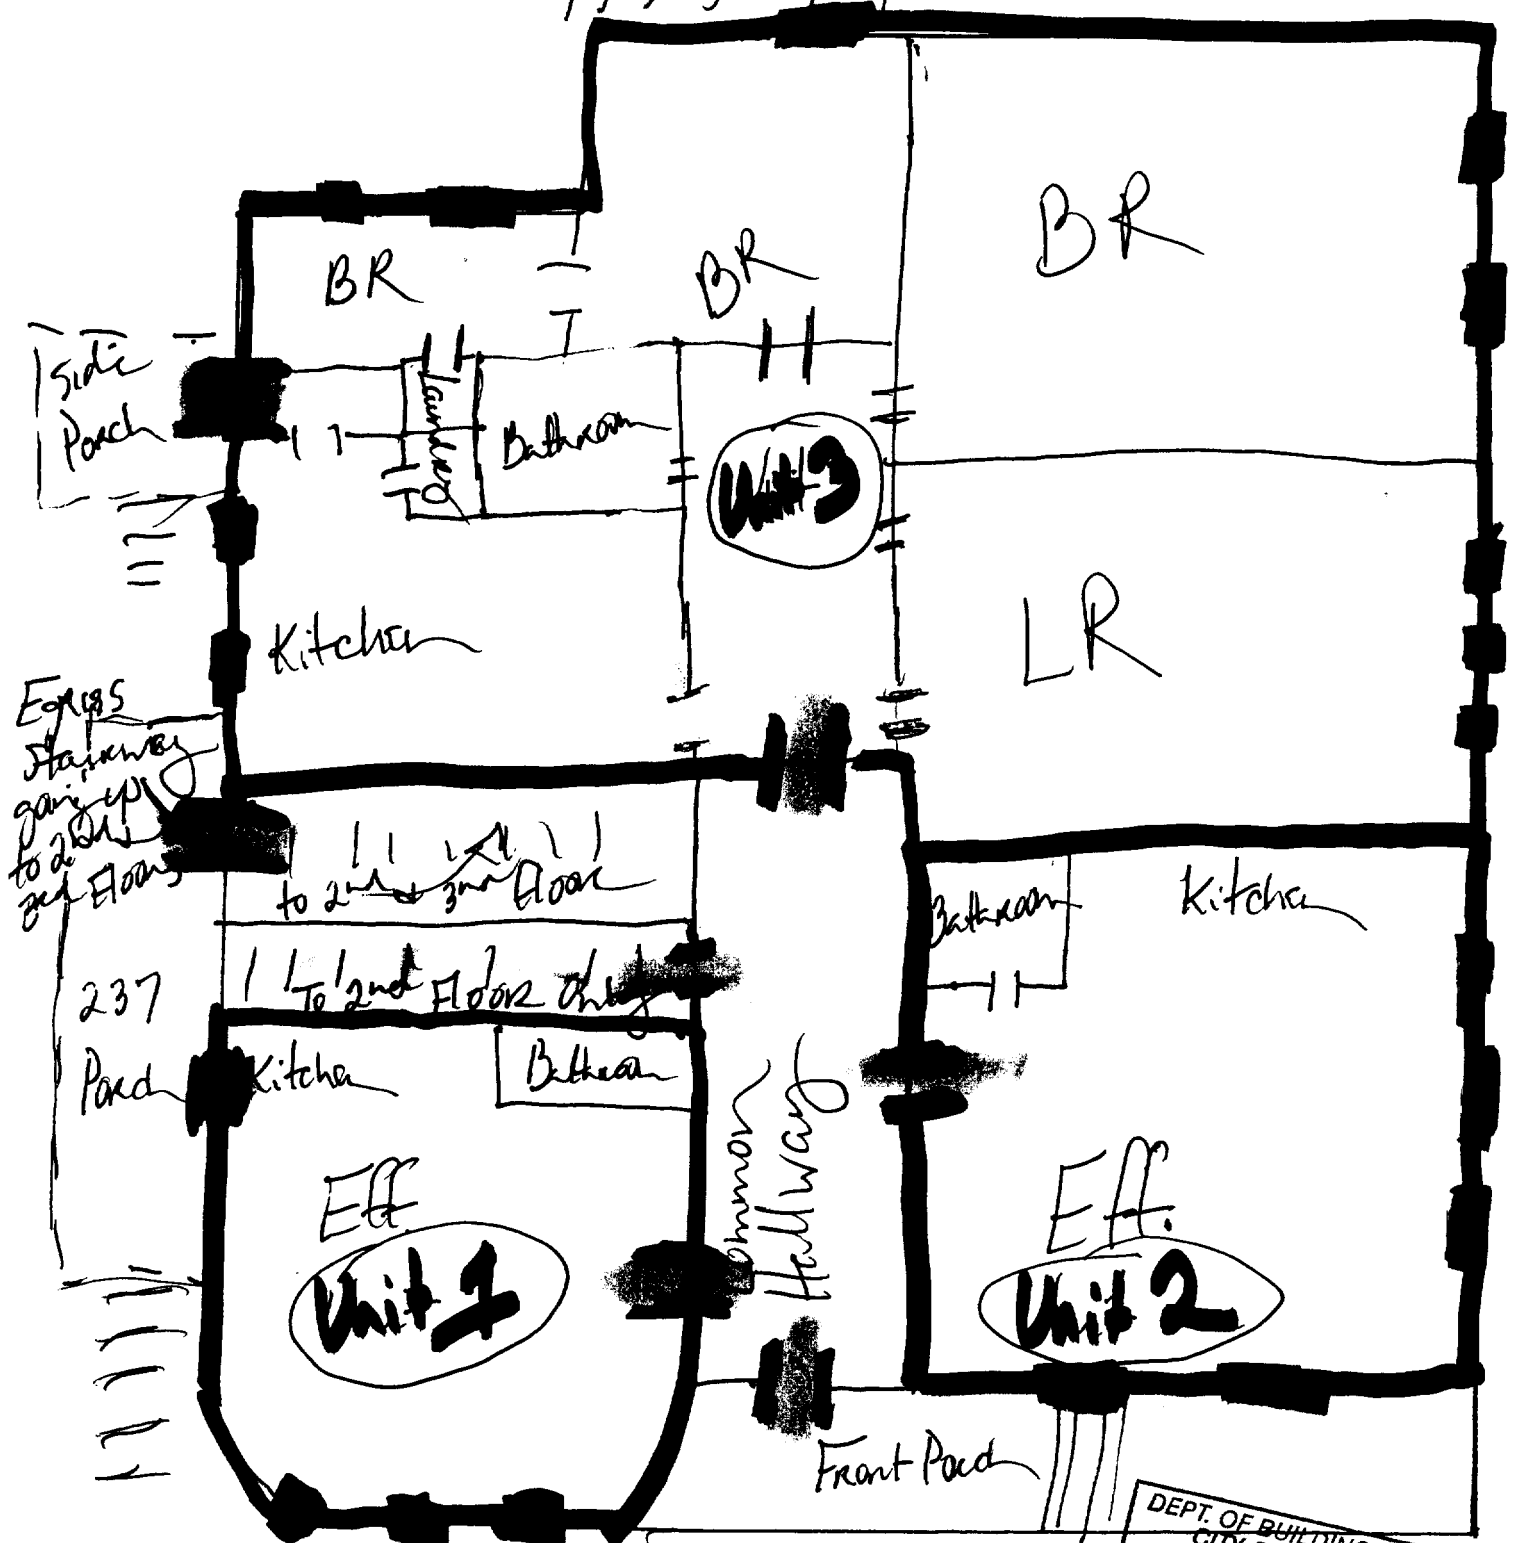 BR
BR
BR
Side
Porch
Laundry
Bathroom
Unit 3
Kitchen
LR
Egress
Stairway
going up
to 2nd &
3rd Floors
to 2nd & 3rd Floor
To 2nd Floor Only
Bathroom
Kitchen
237
Porch
Kitchen
Bathroom
Common
Hallway
Eff.
Unit 1
Eff.
Unit 2
Front Porch
DEPT. OF BUILDING